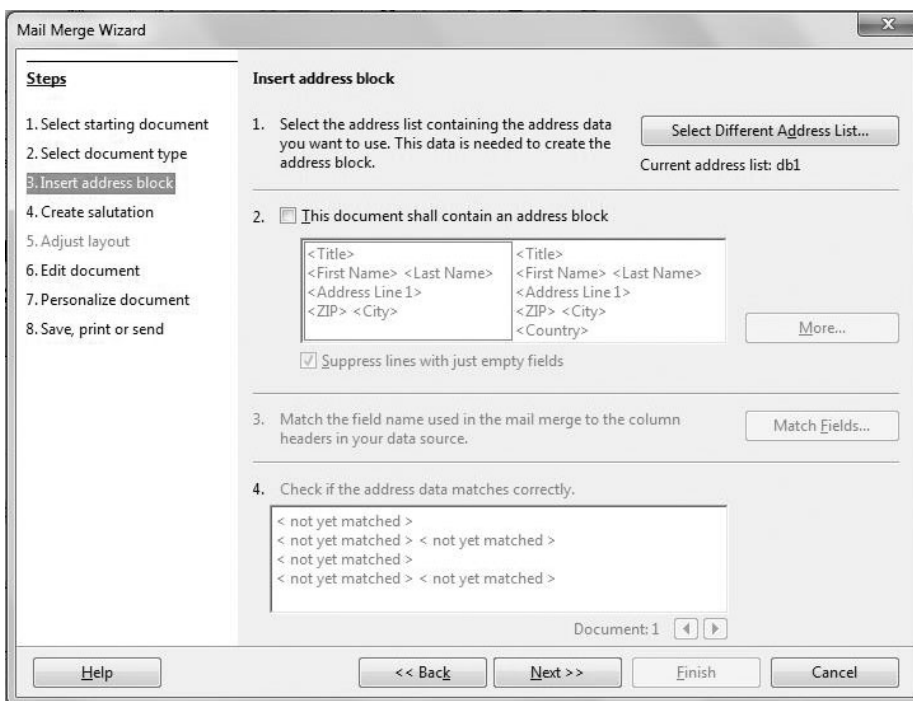 Mail Merge Wizard
x
Steps
1. Select starting document
2. Select document type
3. Insert address block
4. Create salutation
5. Adjust layout
6. Edit document
7. Personalize document
8. Save, print or send
Insert address block
1. Select the address list containing the address data
you want to use. This data is needed to create the
address block.
Select Different Address List...
Current address list: db1
2. This document shall contain an address block
<Title>
<First Name> <Last Name>
<Address Line 1>
<ZIP> <City>
<Title>
<First Name> <Last Name>
<Address Line 1>
<ZIP> <City>
<Country>
More...
Suppress lines with just empty fields
3. Match the field name used in the mail merge to the column
headers in your data source.
Match Fields...
4. Check if the address data matches correctly.
< not yet matched >
< not yet matched > < not yet matched >
< not yet matched >
< not yet matched > < not yet matched >
Document: 1
Help
<< Back
Next >>
Finish
Cancel